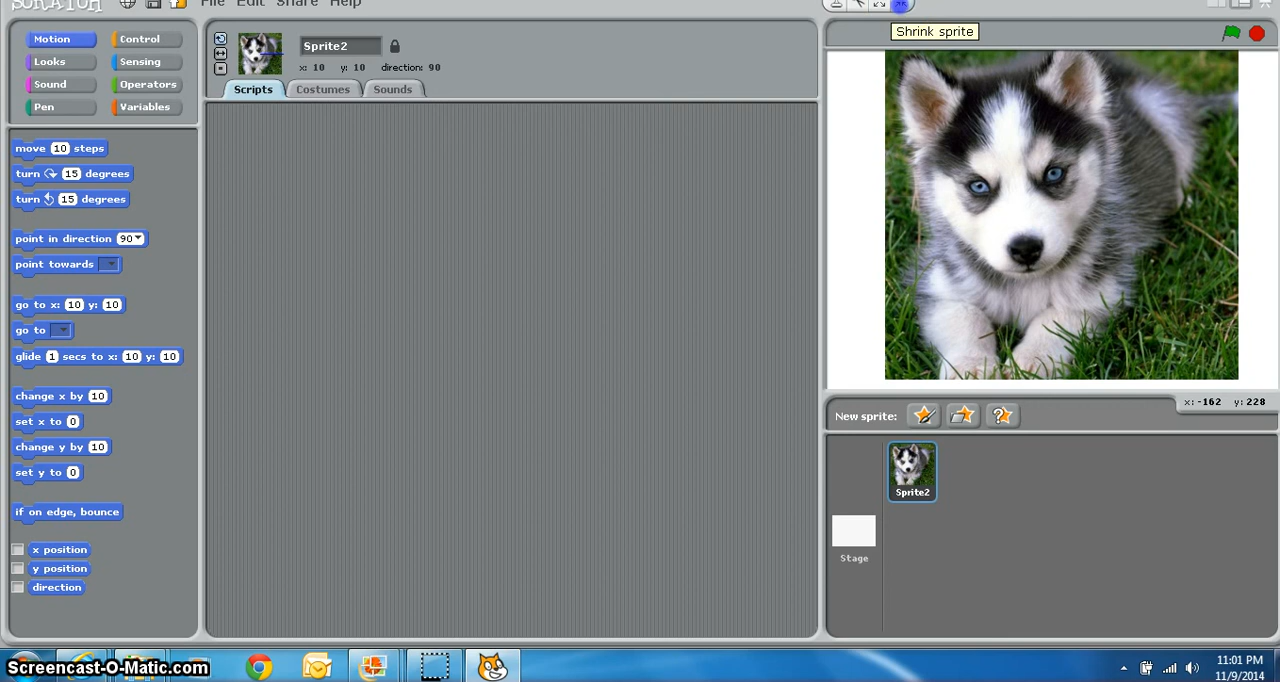 SCRATCH File Edit Share Help
Shrink sprite
Motion Control
Looks Sensing
Sound Operators
Pen Variables
Sprite2
x: 10 y: 10 direction: 90
Scripts Costumes Sounds
move 10 steps
turn 15 degrees
turn 15 degrees
point in direction 90
point towards
go to x: 10 y: 10
go to
glide 1 secs to x: 10 y: 10
change x by 10
set x to 0
change y by 10
set y to 0
if on edge, bounce
x position
y position
direction
x: -162 y: 228
New sprite:
Sprite2
Stage
Screencast-O-Matic.com
11:01 PM
11/9/2014